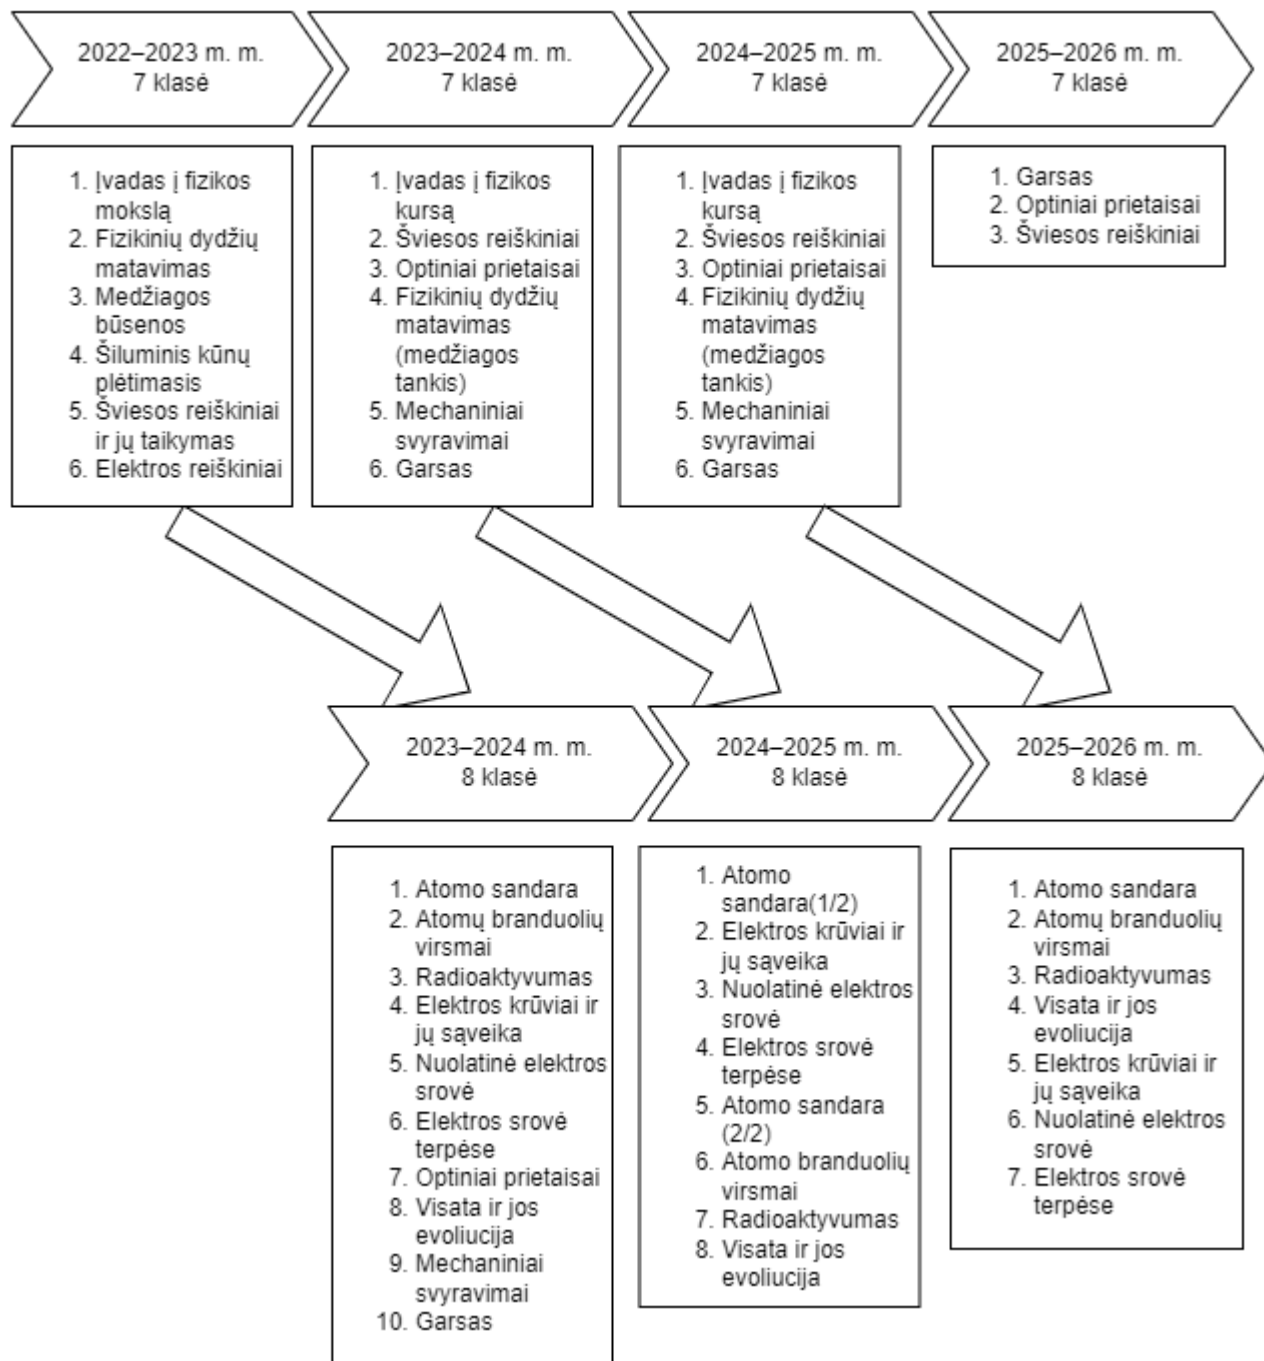 2022–2023 m. m.
7 klasė
2023–2024 m. m.
7 klasė
2024–2025 m. m.
7 klasė
2025–2026 m. m.
7 klasė
1. Įvadas į fizikos
mokslą
2. Fizikinių dydžių
matavimas
3. Medžiagos
būsenos
4. Šiluminis kūnų
plėtimasis
5. Šviesos reiškiniai
ir jų taikymas
6. Elektros reiškiniai
1. Įvadas į fizikos
kursą
2. Šviesos reiškiniai
3. Optiniai prietaisai
4. Fizikinių dydžių
matavimas
(medžiagos
tankis)
5. Mechaniniai
svyravimai
6. Garsas
1. Įvadas į fizikos
kursą
2. Šviesos reiškiniai
3. Optiniai prietaisai
4. Fizikinių dydžių
matavimas
(medžiagos
tankis)
5. Mechaniniai
svyravimai
6. Garsas
1. Garsas
2. Optiniai prietaisai
3. Šviesos reiškiniai
2023–2024 m. m.
8 klasė
2024–2025 m. m.
8 klasė
2025–2026 m. m.
8 klasė
1. Atomo sandara
2. Atomų branduolių
virsmai
3. Radioaktyvumas
4. Elektros krūviai ir
jų sąveika
5. Nuolatinė elektros
srovė
6. Elektros srovė
terpėse
7. Optiniai prietaisai
8. Visata ir jos
evoliucija
9. Mechaniniai
svyravimai
10. Garsas
1. Atomo
sandara(1/2)
2. Elektros krūviai ir
jų sąveika
3. Nuolatinė elektros
srovė
4. Elektros srovė
terpėse
5. Atomo sandara
(2/2)
6. Atomo branduolių
virsmai
7. Radioaktyvumas
8. Visata ir jos
evoliucija
1. Atomo sandara
2. Atomų branduolių
virsmai
3. Radioaktyvumas
4. Visata ir jos
evoliucija
5. Elektros krūviai ir
jų sąveika
6. Nuolatinė elektros
srovė
7. Elektros srovė
terpėse